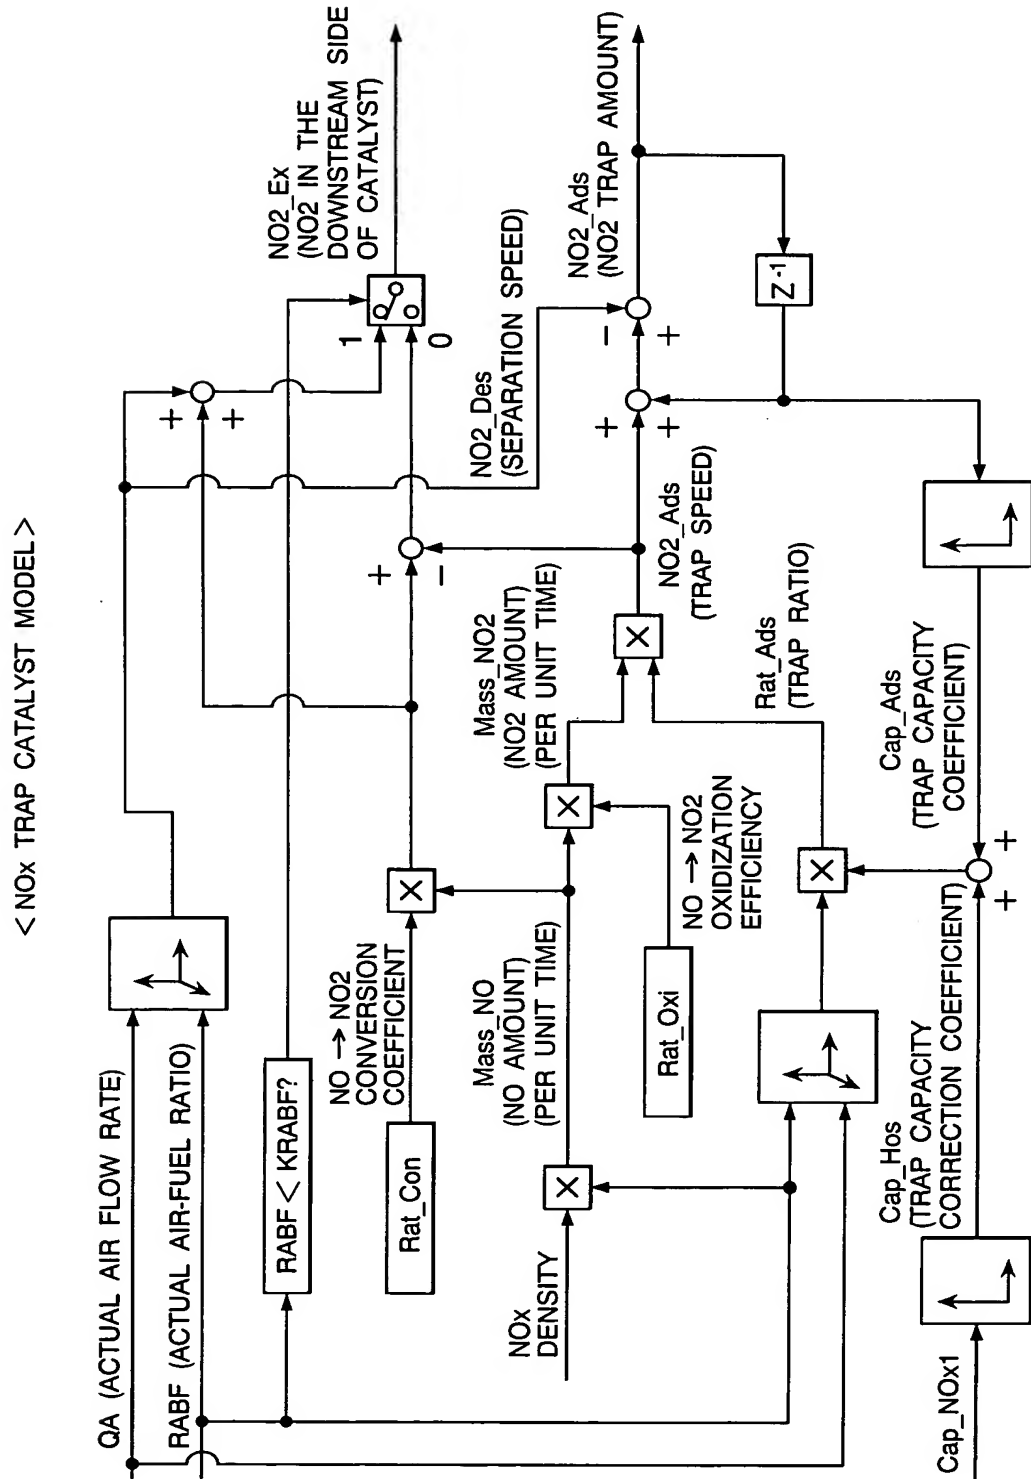 <NOx TRAP CATALYST MODEL>
QA (ACTUAL AIR FLOW RATE)
RABF (ACTUAL AIR-FUEL RATIO)
RABF < KRABF?
NO → NO2
CONVERSION
COEFFICIENT
Rat_Con
NOx
DENSITY
Mass_NO
(NO AMOUNT)
(PER UNIT TIME)
Rat_Oxi
NO → NO2
OXIDIZATION
EFFICIENCY
Mass_NO2
(NO2 AMOUNT)
(PER UNIT TIME)
NO2_Ads
(TRAP SPEED)
Rat_Ads
(TRAP RATIO)
NO2_Des
(SEPARATION SPEED)
NO2_Ex
(NO2 IN THE
DOWNSTREAM SIDE
OF CATALYST)
NO2_Ads
(NO2 TRAP AMOUNT)
Cap_NOx1
Cap_Hos
(TRAP CAPACITY
CORRECTION COEFFICIENT)
Cap_Ads
(TRAP CAPACITY
COEFFICIENT)
Z-1
1
0
X
X
X
X
X
+
+
+
-
+
+
-
+
+
+